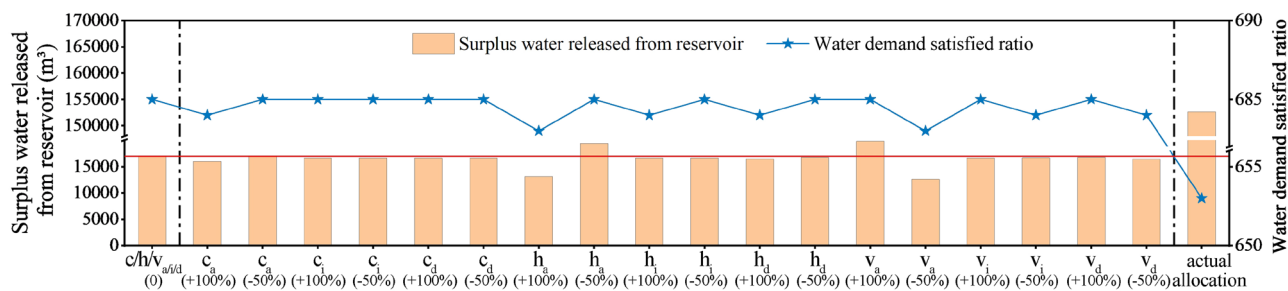 Surplus water released
from reservoir (m³)
170000
165000
160000
155000
150000
15000
10000
5000
0
Surplus water released from reservoir
Water demand satisfied ratio
690
685
655
650
Water demand satisfied ratio
c/h/v a/i/d (0)
c a (+100%)
c a (-50%)
c i (+100%)
c i (-50%)
c d (+100%)
c d (-50%)
h a (+100%)
h a (-50%)
h i (+100%)
h i (-50%)
h d (+100%)
h d (-50%)
v a (+100%)
v a (-50%)
v i (+100%)
v i (-50%)
v d (+100%)
v d (-50%)
actual
allocation